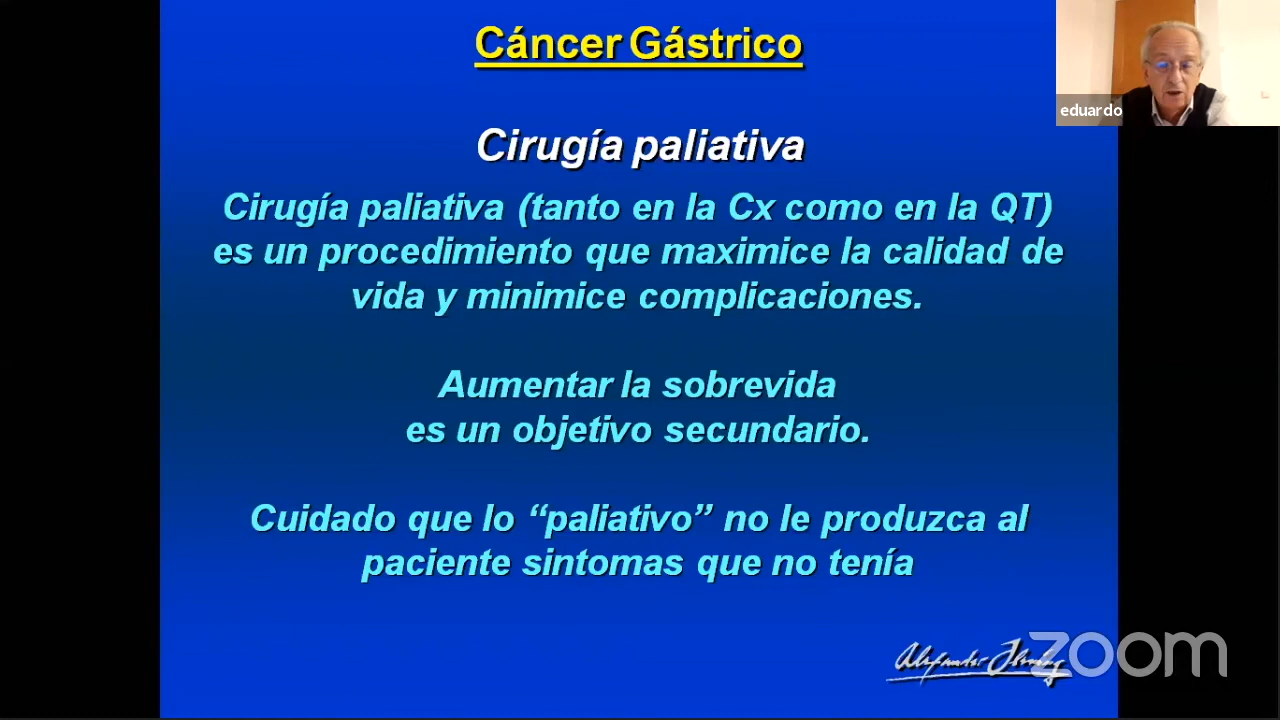 Cáncer Gástrico
eduardo
Cirugía paliativa
Cirugía paliativa (tanto en la Cx como en la QT)
es un procedimiento que maximice la calidad de
vida y minimice complicaciones.
Aumentar la sobrevida
es un objetivo secundario.
Cuidado que lo “paliativo” no le produzca al
paciente sintomas que no tenía
zoom